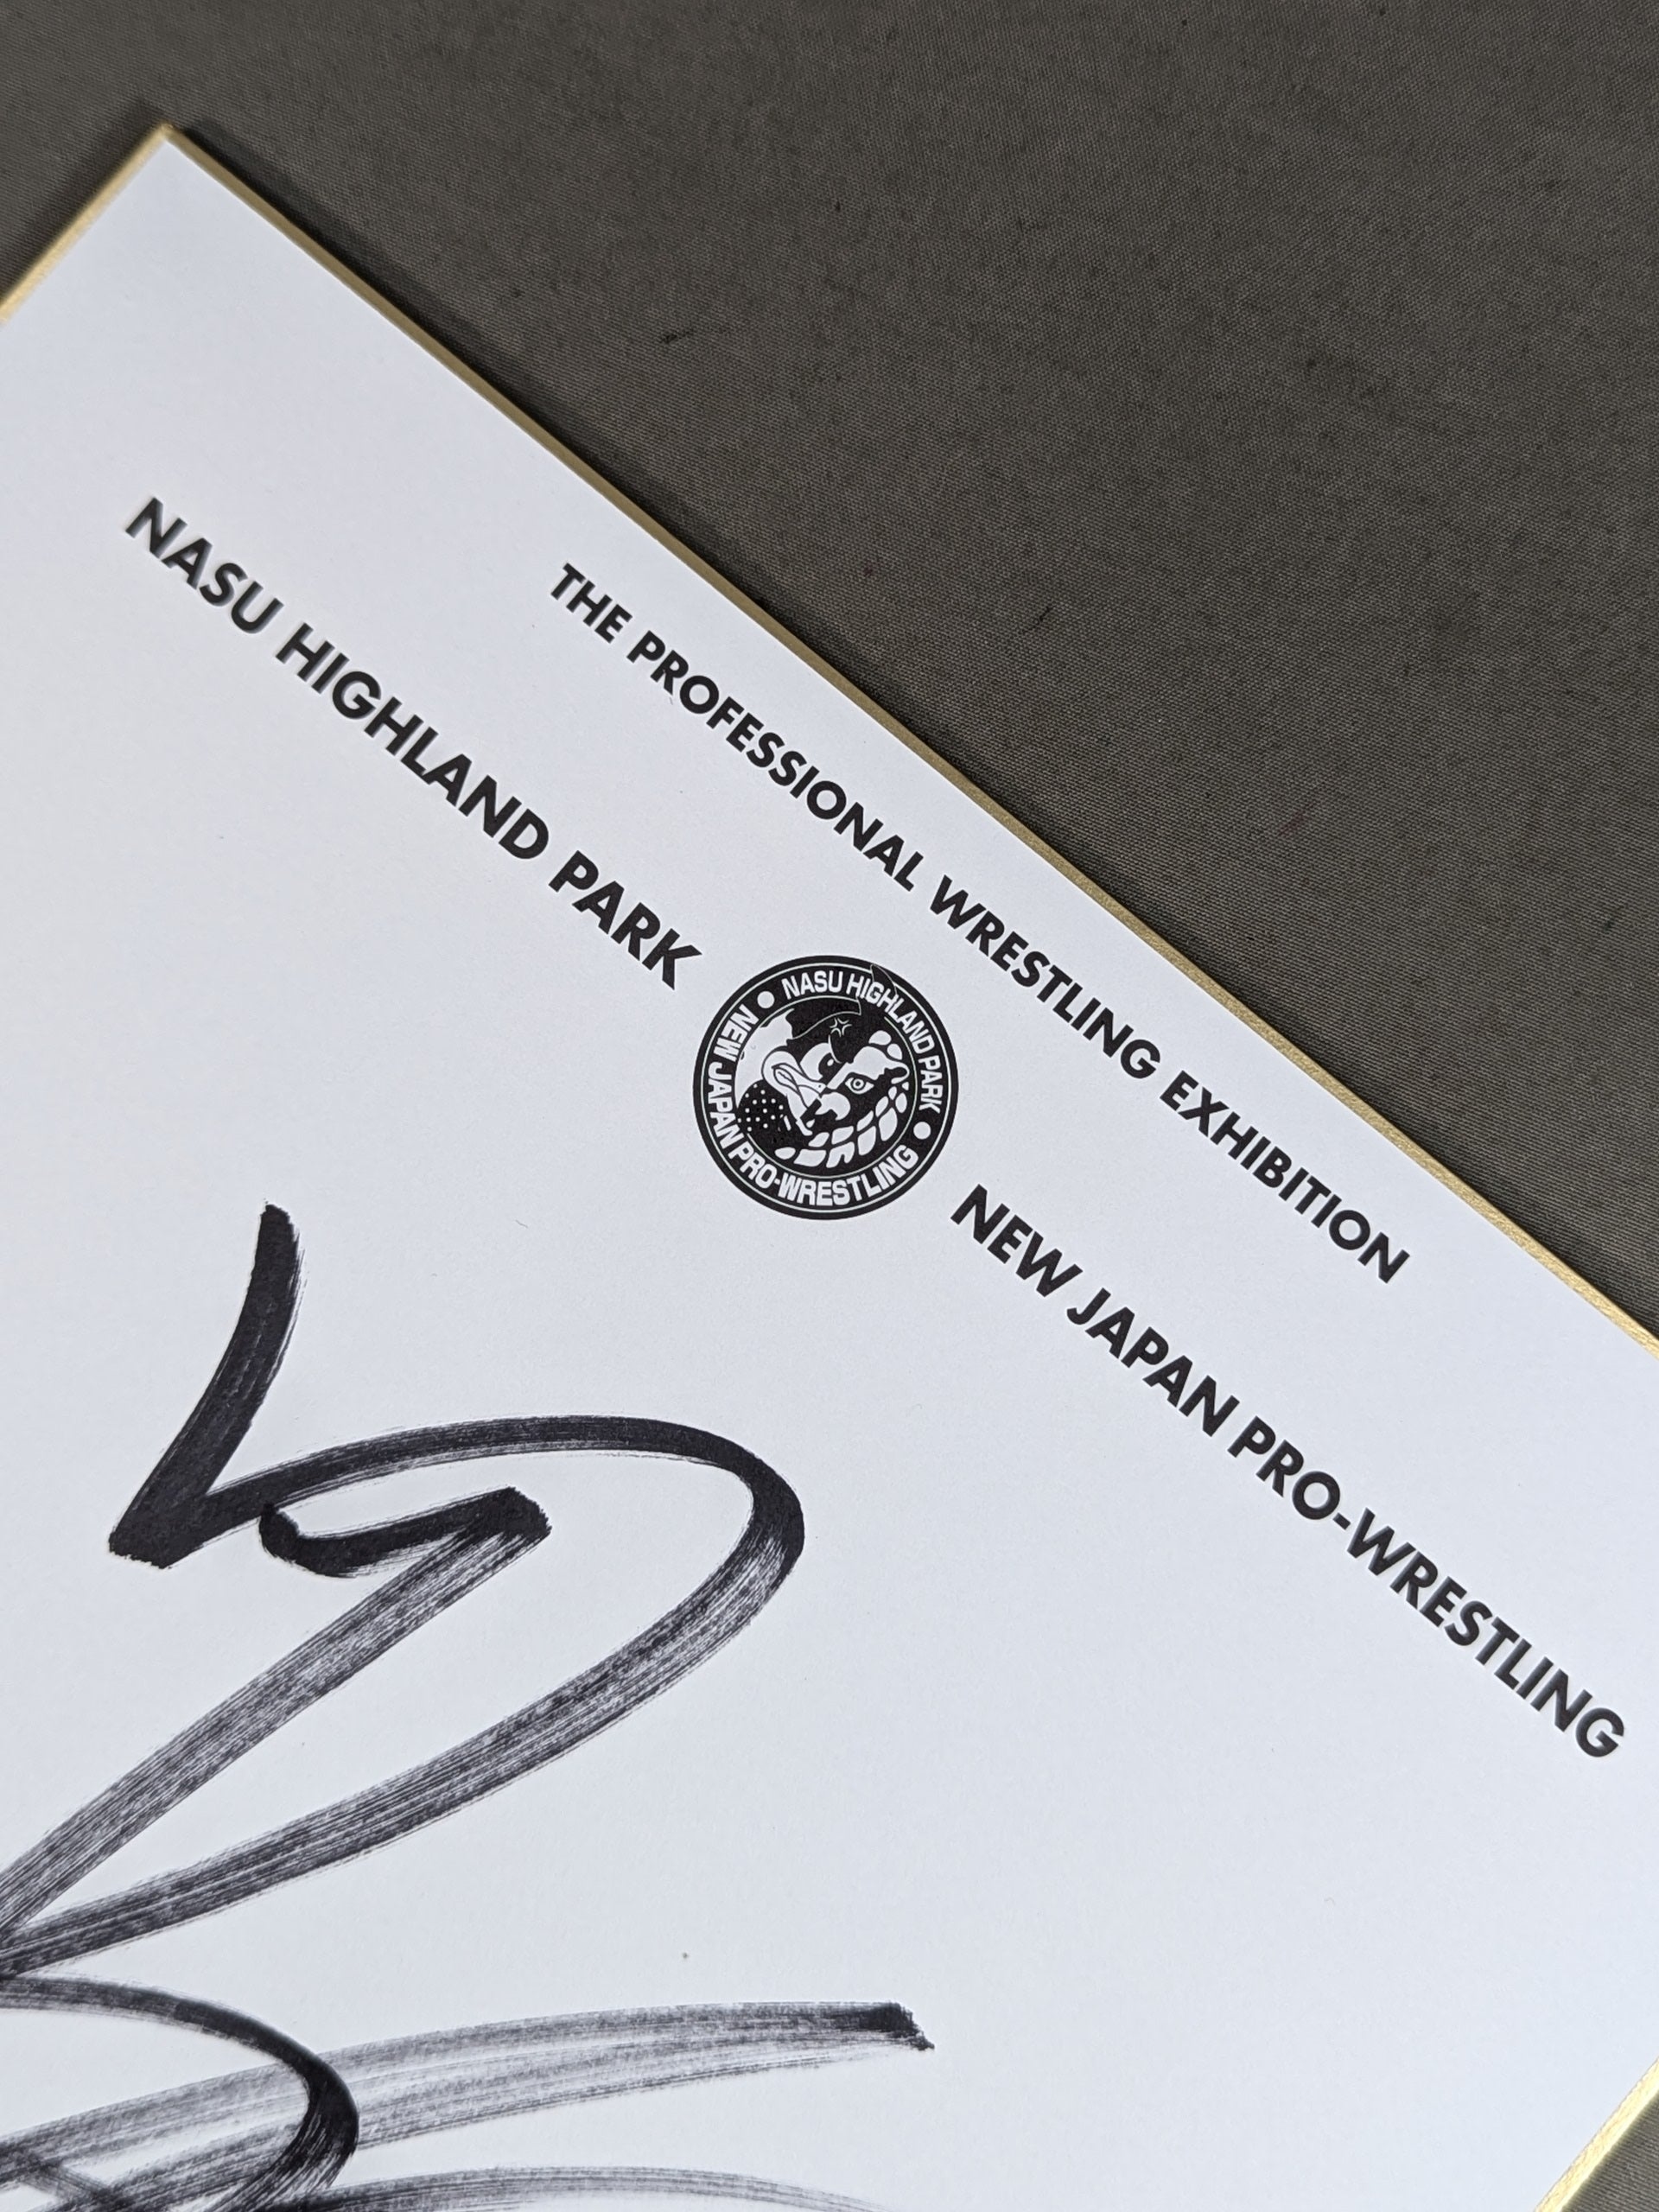 THE PROFESSIONAL WRESTLING EXHIBITION
NASU HIGHLAND PARK
NASU HIGHLAND PARK
NEW JAPAN PRO-WRESTLING
NEW JAPAN PRO-WRESTLING